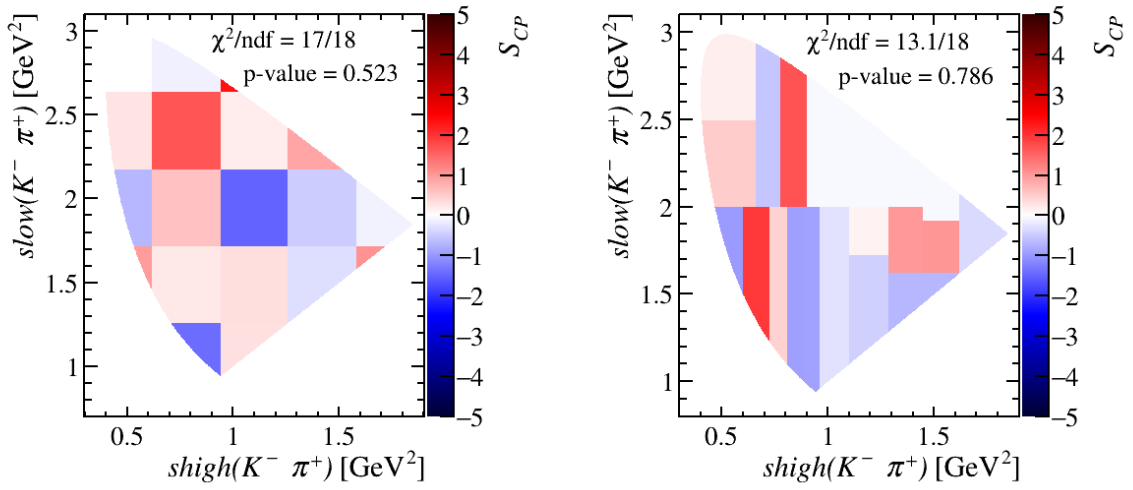 χ²/ndf = 17/18
p-value = 0.523
slow(K⁻ π⁺) [GeV²]
3
2.5
2
1.5
1
0.5 1 1.5
shigh(K⁻ π⁺) [GeV²]
S_CP
5
4
3
2
1
0
−1
−2
−3
−4
−5
χ²/ndf = 13.1/18
p-value = 0.786
slow(K⁻ π⁺) [GeV²]
3
2.5
2
1.5
1
0.5 1 1.5
shigh(K⁻ π⁺) [GeV²]
S_CP
5
4
3
2
1
0
−1
−2
−3
−4
−5